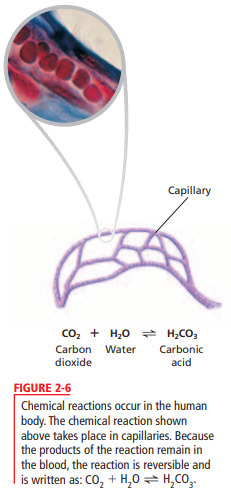 Capillary
CO₂ + H₂O ⇌ H₂CO₃
Carbon dioxide Water Carbonic acid
FIGURE 2-6
Chemical reactions occur in the human
body. The chemical reaction shown
above takes place in capillaries. Because
the products of the reaction remain in
the blood, the reaction is reversible and
is written as: CO₂ + H₂O ⇌ H₂CO₃.